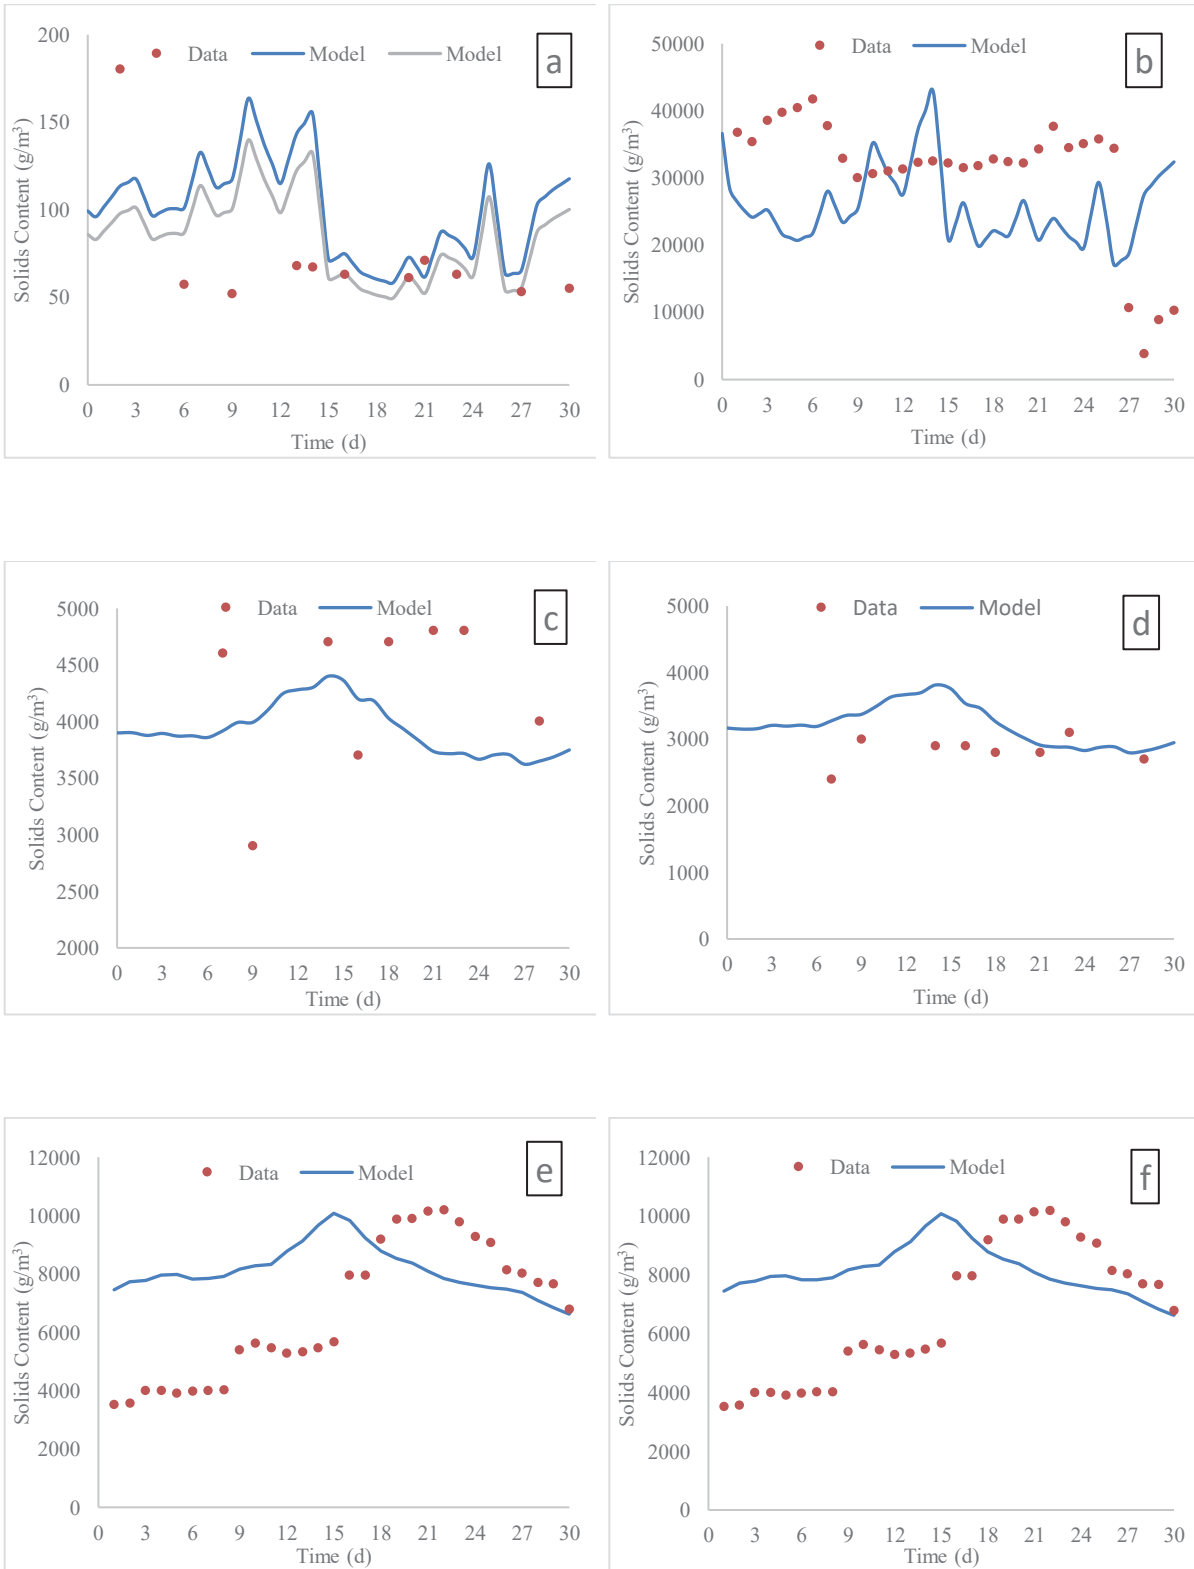 200
150
100
50
0
Data
Model
Model
a
Solids Content (g/m³)
0 3 6 9 12 15 18 21 24 27 30
Time (d)
50000
40000
30000
20000
10000
0
Data
Model
b
Solids Content (g/m³)
0 3 6 9 12 15 18 21 24 27 30
Time (d)
5000
4500
4000
3500
3000
2500
2000
Data
Model
c
Solids Content (g/m³)
0 3 6 9 12 15 18 21 24 27 30
Time (d)
5000
4000
3000
2000
1000
0
Data
Model
d
Solids Content (g/m³)
0 3 6 9 12 15 18 21 24 27 30
Time (d)
12000
10000
8000
6000
4000
2000
0
Data
Model
e
Solids Content (g/m³)
0 3 6 9 12 15 18 21 24 27 30
Time (d)
12000
10000
8000
6000
4000
2000
0
Data
Model
f
Solids Content (g/m³)
0 3 6 9 12 15 18 21 24 27 30
Time (d)